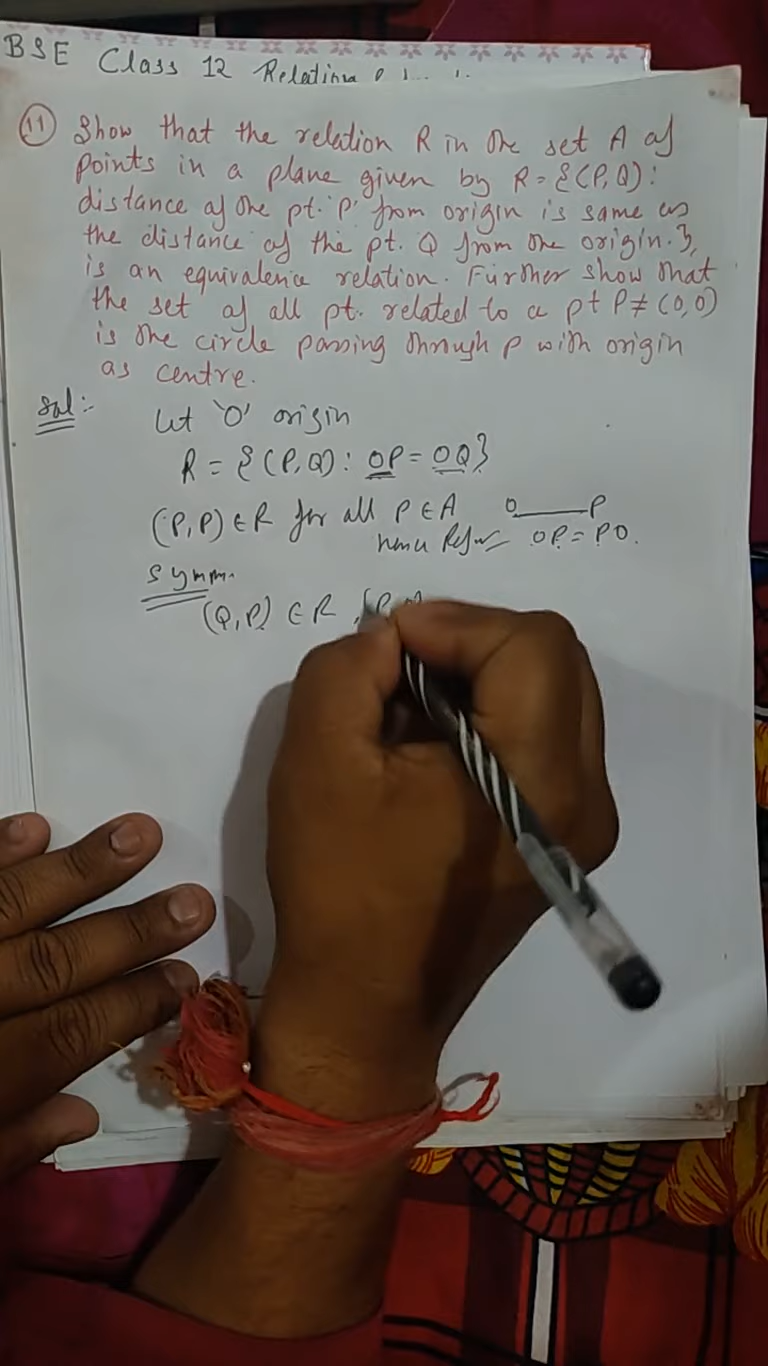 BSE Class 12 Relation
11 Show that the relation R in the set A of
points in a plane given by R = {(P,Q):
distance of the pt. 'P' from origin is same as
the distance of the pt. Q from the origin.},
is an equivalence relation. Further show that
the set of all pt. related to a pt P ≠ (0,0)
is the circle passing through P with origin
as centre.
Sol:- Let 'O' origin
R = {(P,Q): OP = OQ}
(P,P) ∈ R for all P ∈ A O P
hence Ref OP = PO.
Symm.
(Q,P) ∈ R, (P,